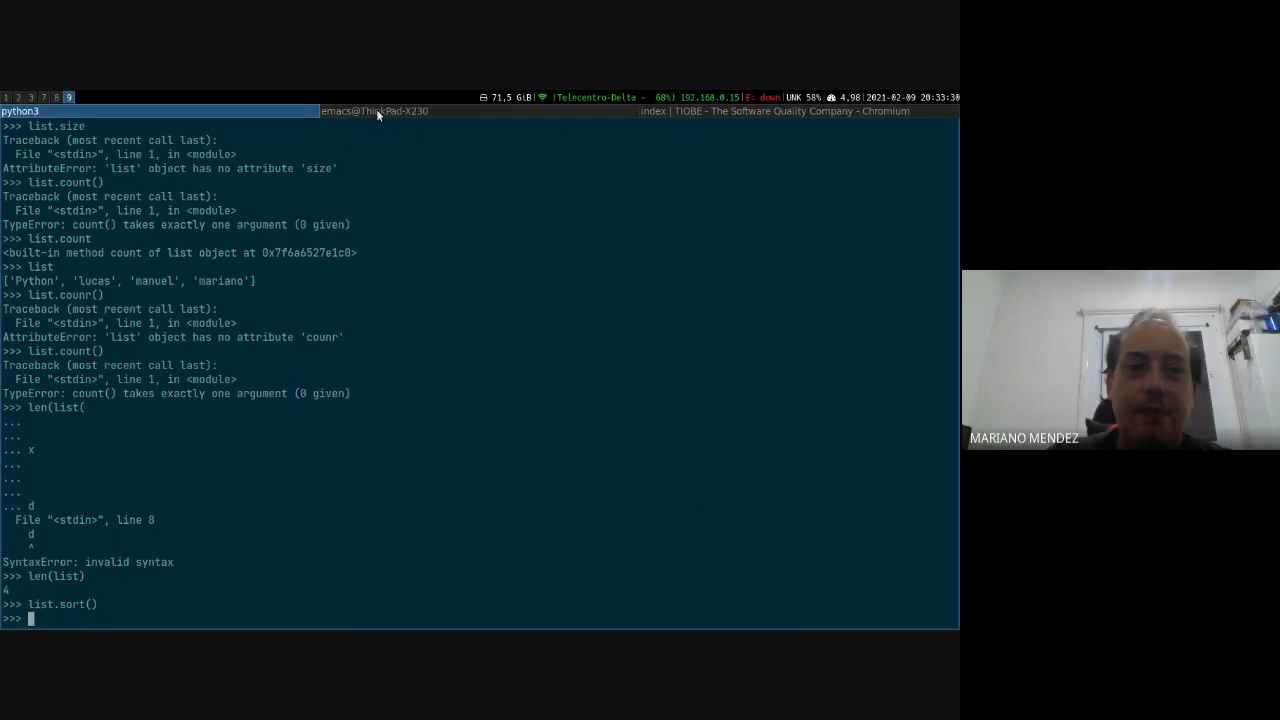 1 2 3 7 8 9
71,5 GiB| |(Telecentro-Delta - 68%) 192.168.0.15|E: down|UNK 58%| 4,98|2021-02-09 20:33:30
python3
emacs@ThinkPad-X230
index | TIOBE - The Software Quality Company - Chromium
>>> list.size
Traceback (most recent call last):
  File "<stdin>", line 1, in <module>
AttributeError: 'list' object has no attribute 'size'
>>> list.count()
Traceback (most recent call last):
  File "<stdin>", line 1, in <module>
TypeError: count() takes exactly one argument (0 given)
>>> list.count
<built-in method count of list object at 0x7f6a6527e1c0>
>>> list
['Python', 'lucas', 'manuel', 'mariano']
>>> list.counr()
Traceback (most recent call last):
  File "<stdin>", line 1, in <module>
AttributeError: 'list' object has no attribute 'counr'
>>> list.count()
Traceback (most recent call last):
  File "<stdin>", line 1, in <module>
TypeError: count() takes exactly one argument (0 given)
>>> len(list(
...
...
... x
...
...
...
... d
  File "<stdin>", line 8
    d
    ^
SyntaxError: invalid syntax
>>> len(list)
4
>>> list.sort()
>>>
MARIANO MENDEZ